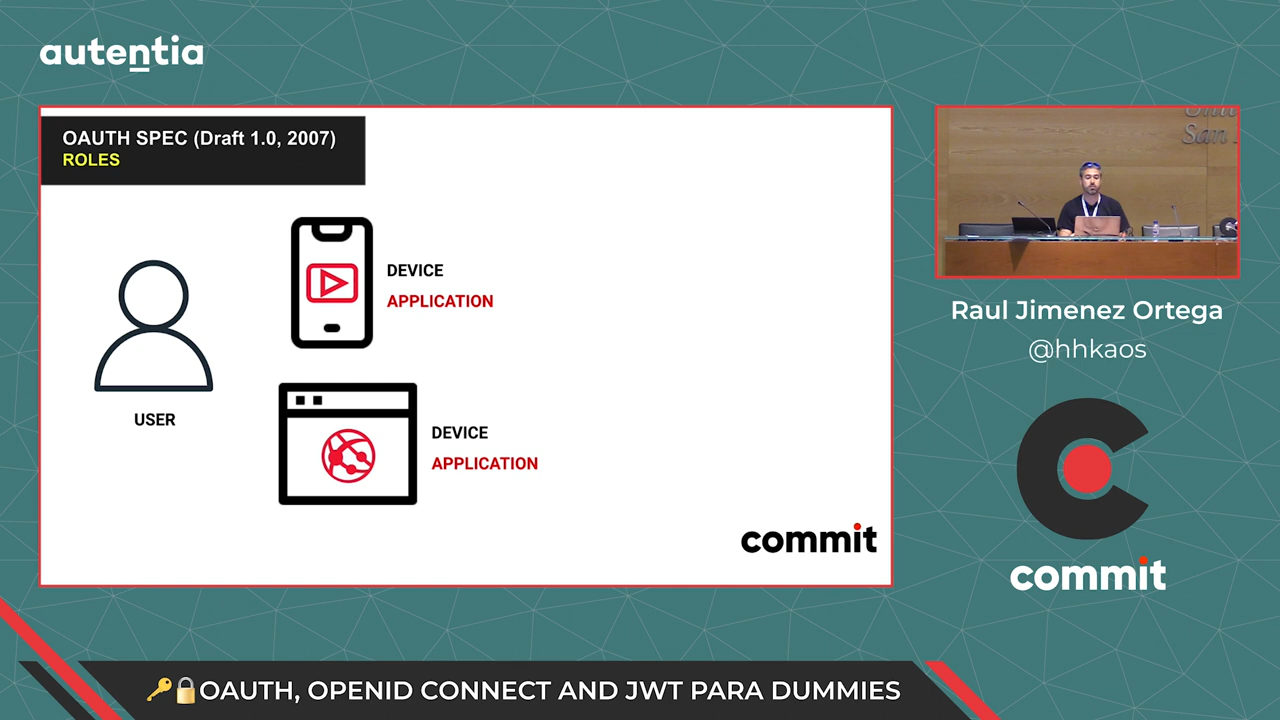 autentia
OAUTH SPEC (Draft 1.0, 2007)
ROLES
USER
DEVICE
APPLICATION
DEVICE
APPLICATION
commit
San
Raul Jimenez Ortega
@hhkaos
commit
OAUTH, OPENID CONNECT AND JWT PARA DUMMIES